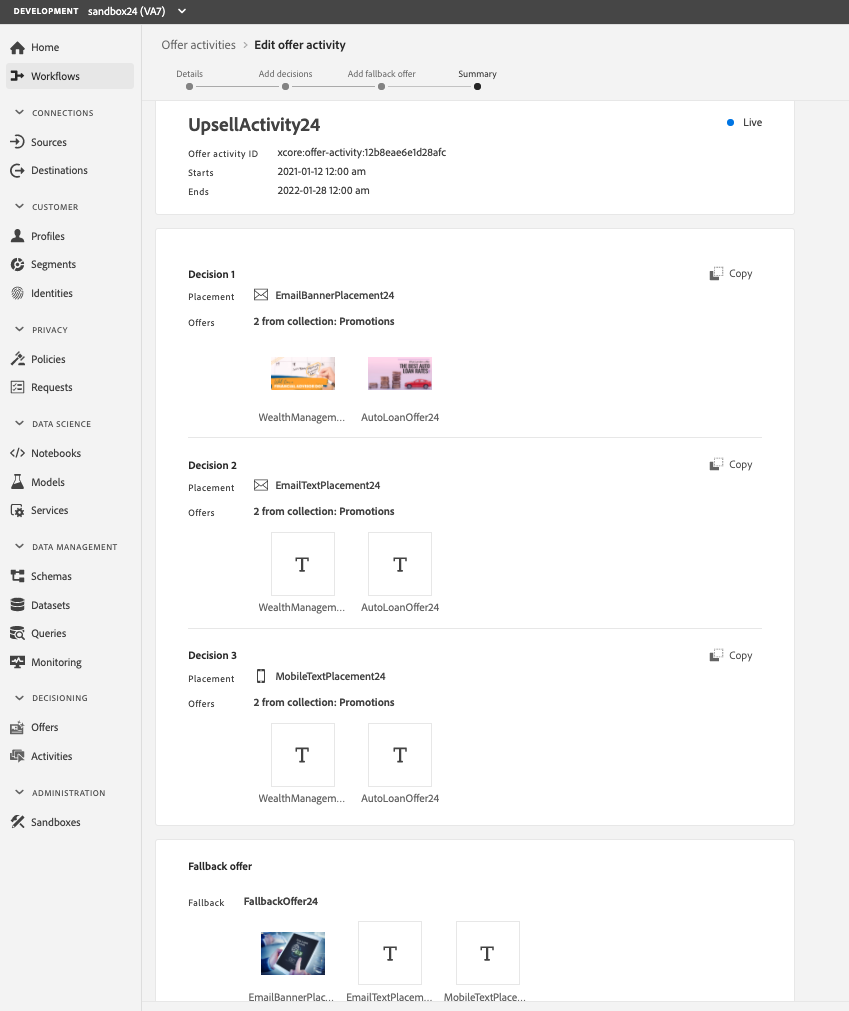 DEVELOPMENT sandbox24 (VA7)
Home
Workflows
CONNECTIONS
Sources
Destinations
CUSTOMER
Profiles
Segments
Identities
PRIVACY
Policies
Requests
DATA SCIENCE
Notebooks
Models
Services
DATA MANAGEMENT
Schemas
Datasets
Queries
Monitoring
DECISIONING
Offers
Activities
ADMINISTRATION
Sandboxes
Offer activities > Edit offer activity
Details Add decisions Add fallback offer Summary
UpsellActivity24 Live
Offer activity ID xcore:offer-activity:12b8eae6e1d28afc
Starts 2021-01-12 12:00 am
Ends 2022-01-28 12:00 am
Decision 1 Copy
Placement EmailBannerPlacement24
Offers 2 from collection: Promotions
THE BEST AUTO
LOAN RATES
WealthManagem... AutoLoanOffer24
Decision 2 Copy
Placement EmailTextPlacement24
Offers 2 from collection: Promotions
T T
WealthManagem... AutoLoanOffer24
Decision 3 Copy
Placement MobileTextPlacement24
Offers 2 from collection: Promotions
T T
WealthManagem... AutoLoanOffer24
Fallback offer
Fallback FallbackOffer24
T T
EmailBannerPlac... EmailTextPlacem... MobileTextPlace...